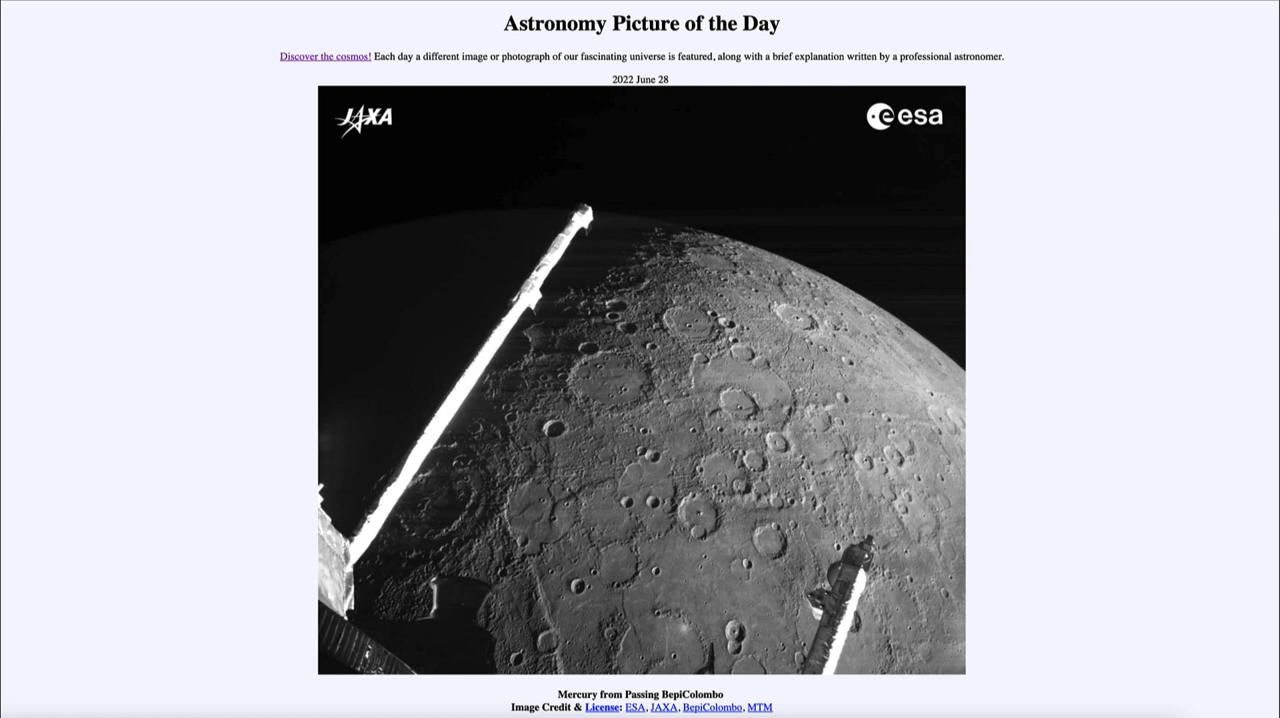 Astronomy Picture of the Day
Discover the cosmos! Each day a different image or photograph of our fascinating universe is featured, along with a brief explanation written by a professional astronomer.
2022 June 28
JAXA
esa
Mercury from Passing BepiColombo
Image Credit & License: ESA, JAXA, BepiColombo, MTM